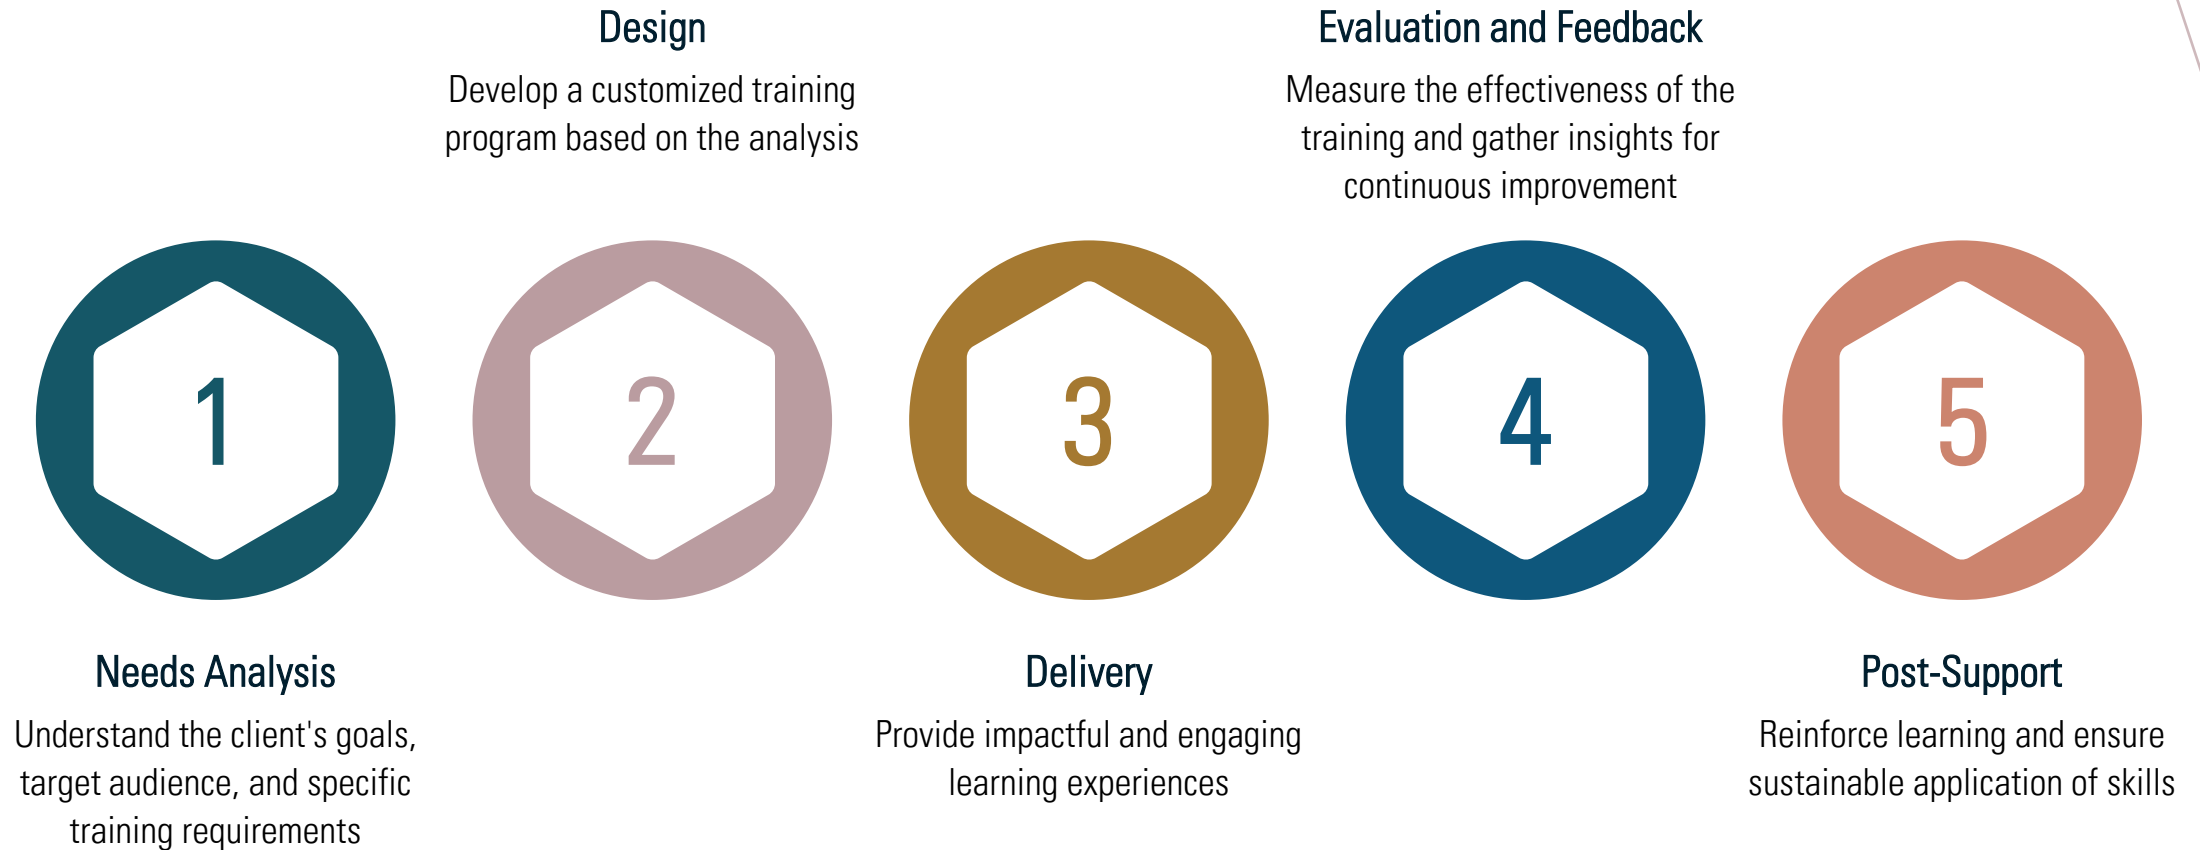 Design
Develop a customized training
program based on the analysis
Evaluation and Feedback
Measure the effectiveness of the
training and gather insights for
continuous improvement
1
2
3
4
5
Needs Analysis
Understand the client's goals,
target audience, and specific
training requirements
Delivery
Provide impactful and engaging
learning experiences
Post-Support
Reinforce learning and ensure
sustainable application of skills